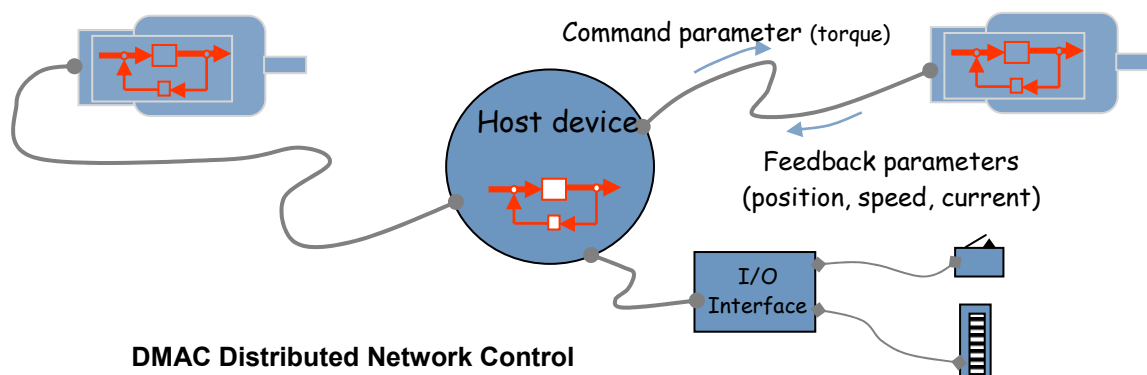 Command parameter (torque)
Host device
Feedback parameters
(position, speed, current)
I/O
Interface
DMAC Distributed Network Control